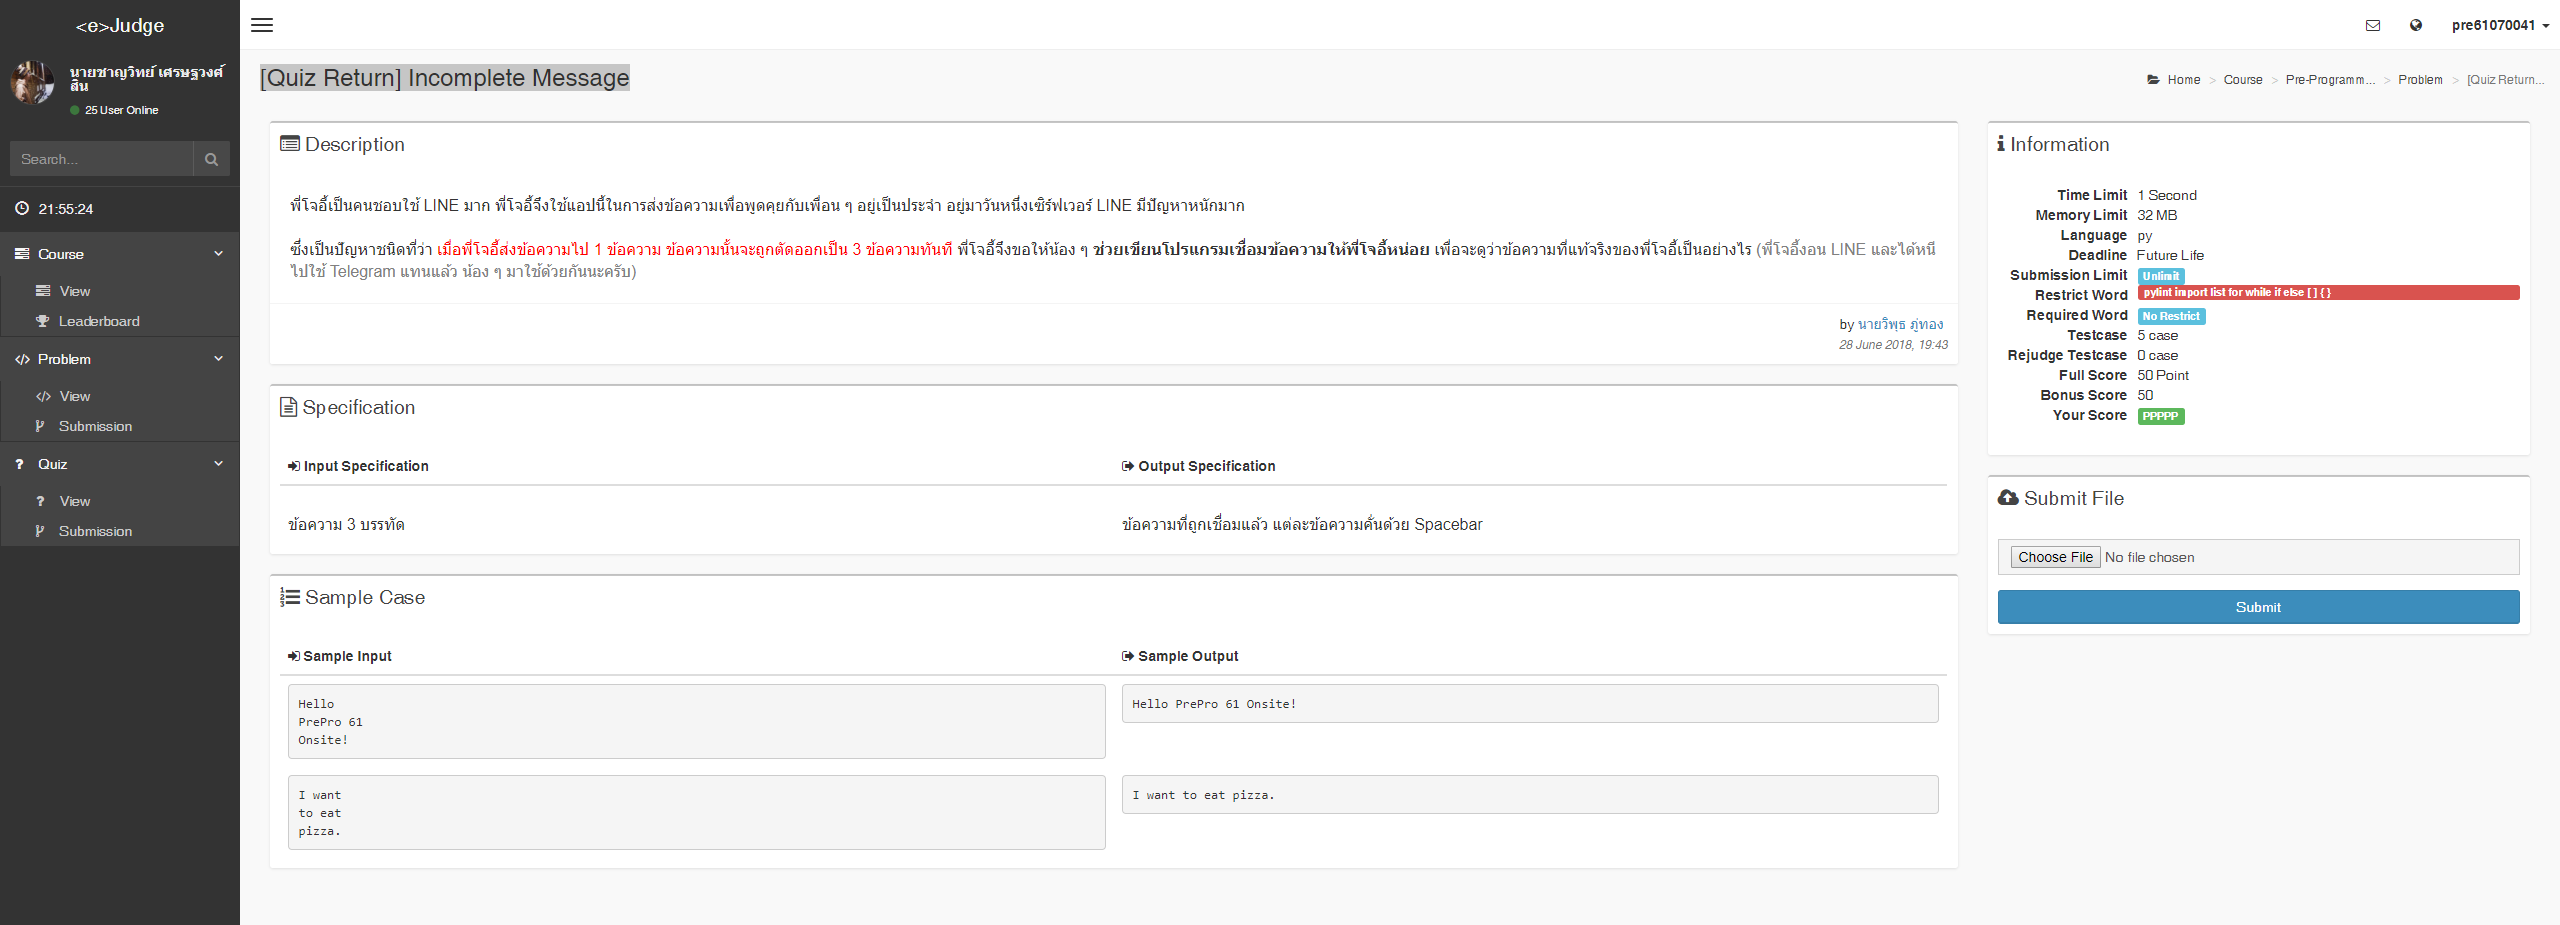 <e>Judge
นายชาญวิทย์ เศรษฐวงศ์
สิน
25 User Online
Search...
21:55:24
Course
View
Leaderboard
Problem
View
Submission
Quiz
View
Submission
pre61070041
[Quiz Return] Incomplete Message
Home > Course > Pre-Programm... > Problem > [Quiz Return...
Description
พี่โจอี้เป็นคนชอบใช้ LINE มาก พี่โจอี้จึงใช้แอปนี้ในการส่งข้อความเพื่อพูดคุยกับเพื่อน ๆ อยู่เป็นประจำ อยู่มาวันหนึ่งเซิร์ฟเวอร์ LINE มีปัญหาหนักมาก
ซึ่งเป็นปัญหาชนิดที่ว่า เมื่อพี่โจอี้ส่งข้อความไป 1 ข้อความ ข้อความนั้นจะถูกตัดออกเป็น 3 ข้อความทันที พี่โจอี้จึงขอให้น้อง ๆ ช่วยเขียนโปรแกรมเชื่อมข้อความให้พี่โจอี้หน่อย เพื่อจะดูว่าข้อความที่แท้จริงของพี่โจอี้เป็นอย่างไร (พี่โจอี้งอน LINE และได้หนี
ไปใช้ Telegram แทนแล้ว น้อง ๆ มาใช้ด้วยกันนะครับ)
by นายวิพุธ ภู่ทอง
28 June 2018, 19:43
Specification
Input Specification
Output Specification
ข้อความ 3 บรรทัด
ข้อความที่ถูกเชื่อมแล้ว แต่ละข้อความคั่นด้วย Spacebar
Sample Case
Sample Input
Sample Output
Hello
PrePro 61
Onsite!
Hello PrePro 61 Onsite!
I want
to eat
pizza.
I want to eat pizza.
Information
Time Limit 1 Second
Memory Limit 32 MB
Language py
Deadline Future Life
Submission Limit Unlimit
Restrict Word pylint import list for while if else [ ] { }
Required Word No Restrict
Testcase 5 case
Rejudge Testcase 0 case
Full Score 50 Point
Bonus Score 50
Your Score PPPPP
Submit File
Choose File No file chosen
Submit